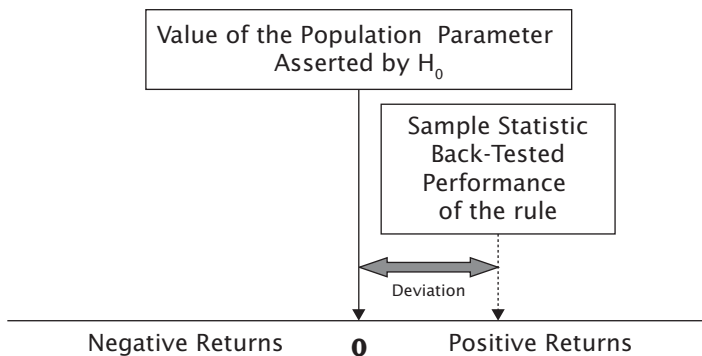 Value of the Population Parameter
Asserted by H₀
Sample Statistic
Back-Tested
Performance
of the rule
Deviation
Negative Returns 0 Positive Returns